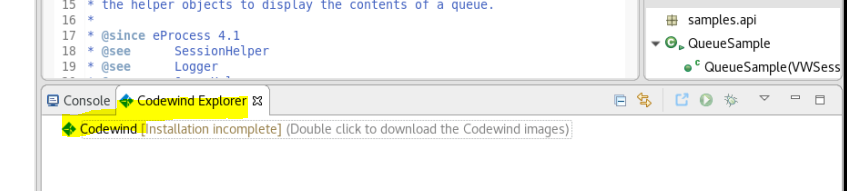 15 * the helper objects to display the contents of a queue.
16 *
17 * @since eProcess 4.1
18 * @see SessionHelper
19 * @see Logger
samples.api
QueueSample
QueueSample(VWSess
Console Codewind Explorer
Codewind [Installation incomplete] (Double click to download the Codewind images)